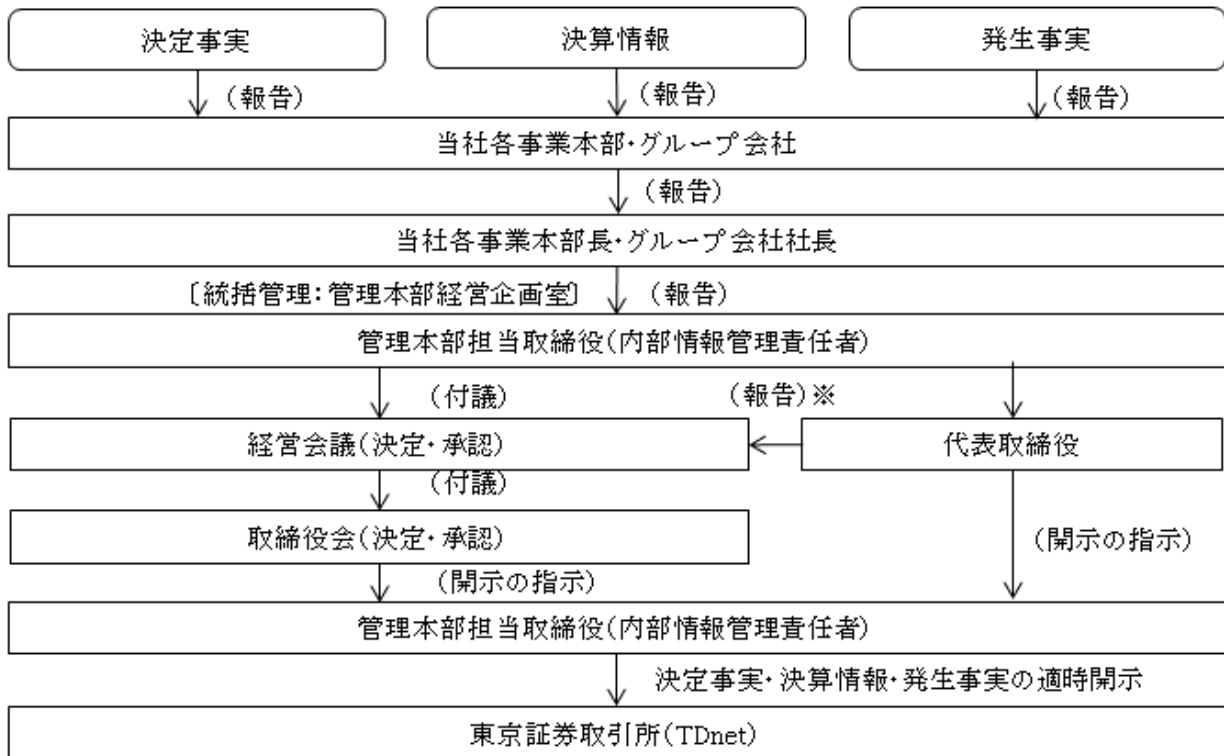 決定事実
決算情報
発生事実
(報告)
(報告)
(報告)
当社各事業本部・グループ会社
(報告)
当社各事業本部長・グループ会社社長
[統括管理:管理本部経営企画室]
(報告)
管理本部担当取締役(内部情報管理責任者)
(付議)
(報告)※
経営会議(決定・承認)
代表取締役
(付議)
取締役会(決定・承認)
(開示の指示)
(開示の指示)
管理本部担当取締役(内部情報管理責任者)
決定事実・決算情報・発生事実の適時開示
東京証券取引所(TDnet)